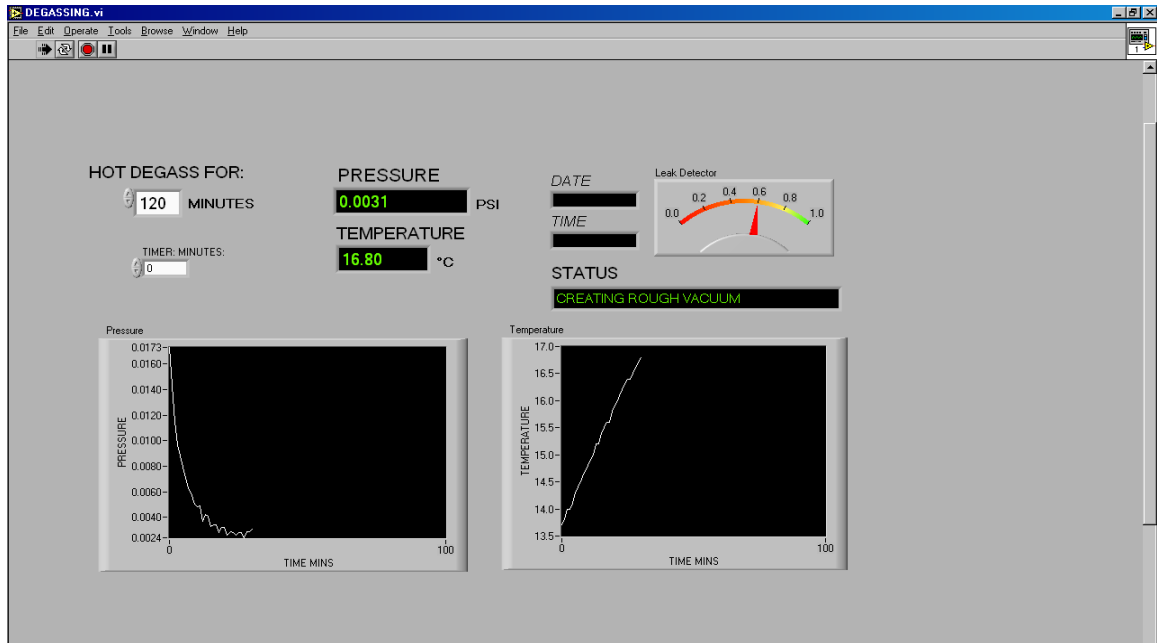 DEGASSING.vi
File Edit Operate Tools Browse Window Help
1
HOT DEGASS FOR:
120 MINUTES
TIMER: MINUTES:
0
PRESSURE
0.0031 PSI
TEMPERATURE
16.80 °C
DATE
TIME
Leak Detector
0.0 0.2 0.4 0.6 0.8 1.0
STATUS
CREATING ROUGH VACUUM
Pressure
0.0173
0.0160
0.0140
0.0120
0.0100
0.0080
0.0060
0.0040
0.0024
PRESSURE
0 100
TIME MINS
Temperature
17.0
16.5
16.0
15.5
15.0
14.5
14.0
13.5
TEMPERATURE
0 100
TIME MINS